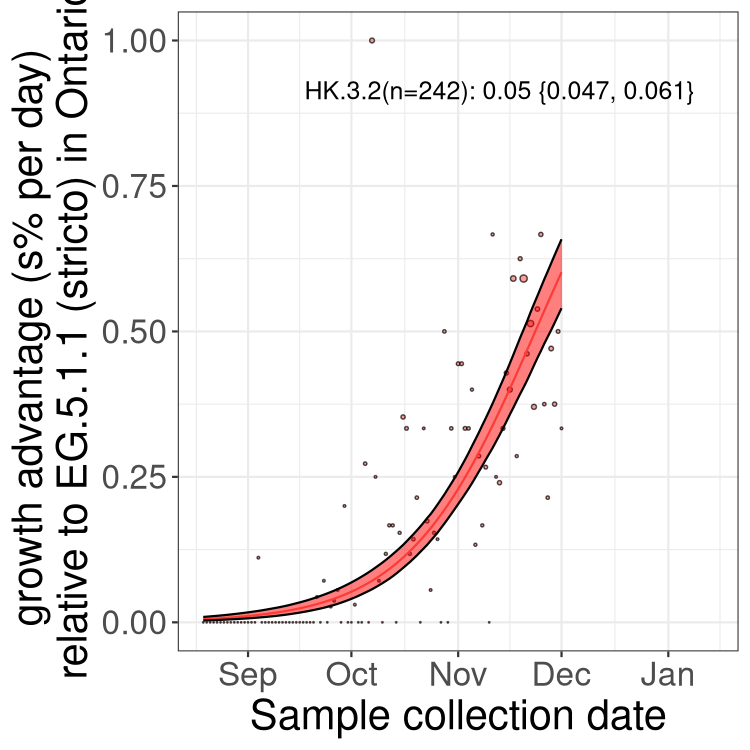 growth advantage (s% per day)
relative to EG.5.1.1 (stricto) in Ontario
1.00
0.75
0.50
0.25
0.00
HK.3.2(n=242): 0.05 {0.047, 0.061}
Sep Oct Nov Dec Jan
Sample collection date